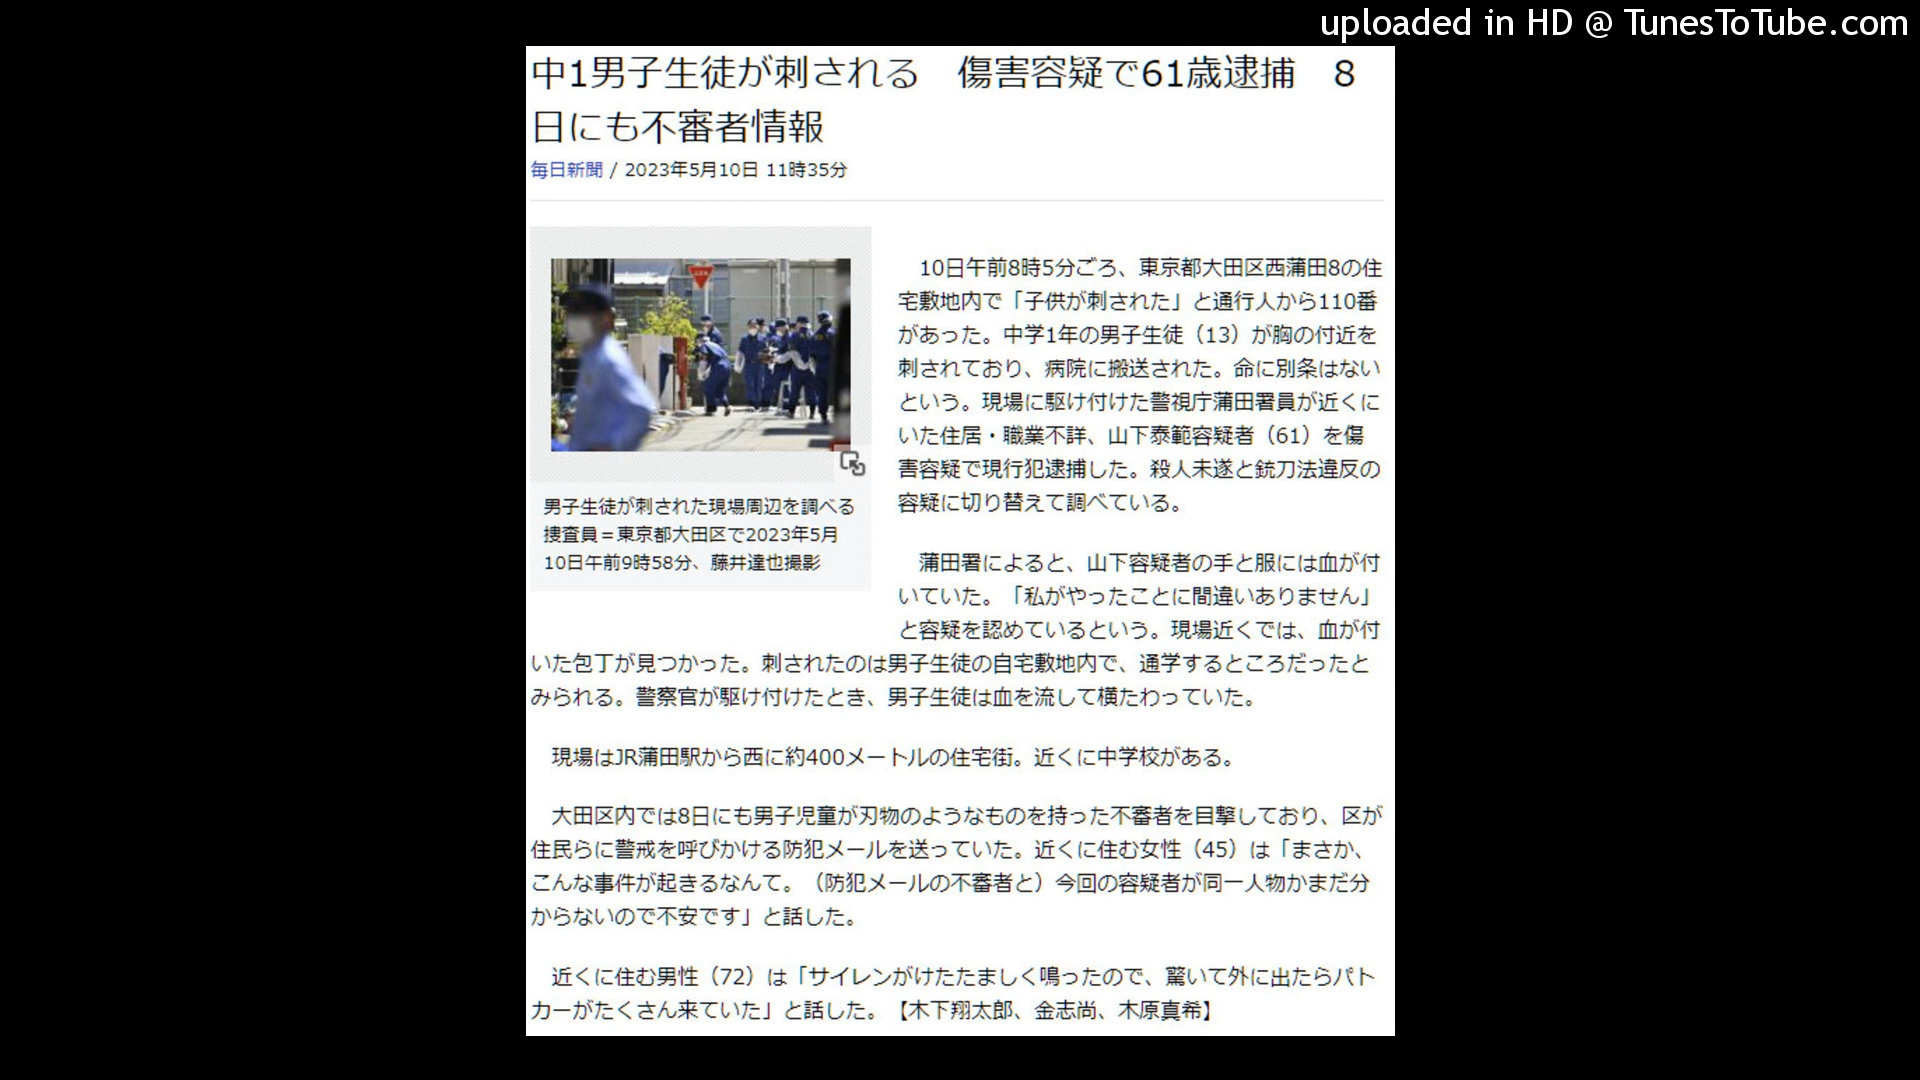 uploaded in HD @ TunesToTube.com
中1男子生徒が刺される　傷害容疑で61歳逮捕　8
日にも不審者情報
毎日新聞 / 2023年5月10日 11時35分
男子生徒が刺された現場周辺を調べる
捜査員＝東京都大田区で2023年5月
10日午前9時58分、藤井達也撮影
　10日午前8時5分ごろ、東京都大田区西蒲田8の住
宅敷地内で「子供が刺された」と通行人から110番
があった。中学1年の男子生徒（13）が胸の付近を
刺されており、病院に搬送された。命に別条はない
という。現場に駆け付けた警視庁蒲田署員が近くに
いた住居・職業不詳、山下泰範容疑者（61）を傷
害容疑で現行犯逮捕した。殺人未遂と銃刀法違反の
容疑に切り替えて調べている。
　蒲田署によると、山下容疑者の手と服には血が付
いていた。「私がやったことに間違いありません」
と容疑を認めているという。現場近くでは、血が付
いた包丁が見つかった。刺されたのは男子生徒の自宅敷地内で、通学するところだったと
みられる。警察官が駆け付けたとき、男子生徒は血を流して横たわっていた。
　現場はJR蒲田駅から西に約400メートルの住宅街。近くに中学校がある。
　大田区内では8日にも男子児童が刃物のようなものを持った不審者を目撃しており、区が
住民らに警戒を呼びかける防犯メールを送っていた。近くに住む女性（45）は「まさか、
こんな事件が起きるなんて。（防犯メールの不審者と）今回の容疑者が同一人物かまだ分
からないので不安です」と話した。
　近くに住む男性（72）は「サイレンがけたたましく鳴ったので、驚いて外に出たらパト
カーがたくさん来ていた」と話した。【木下翔太郎、金志尚、木原真希】